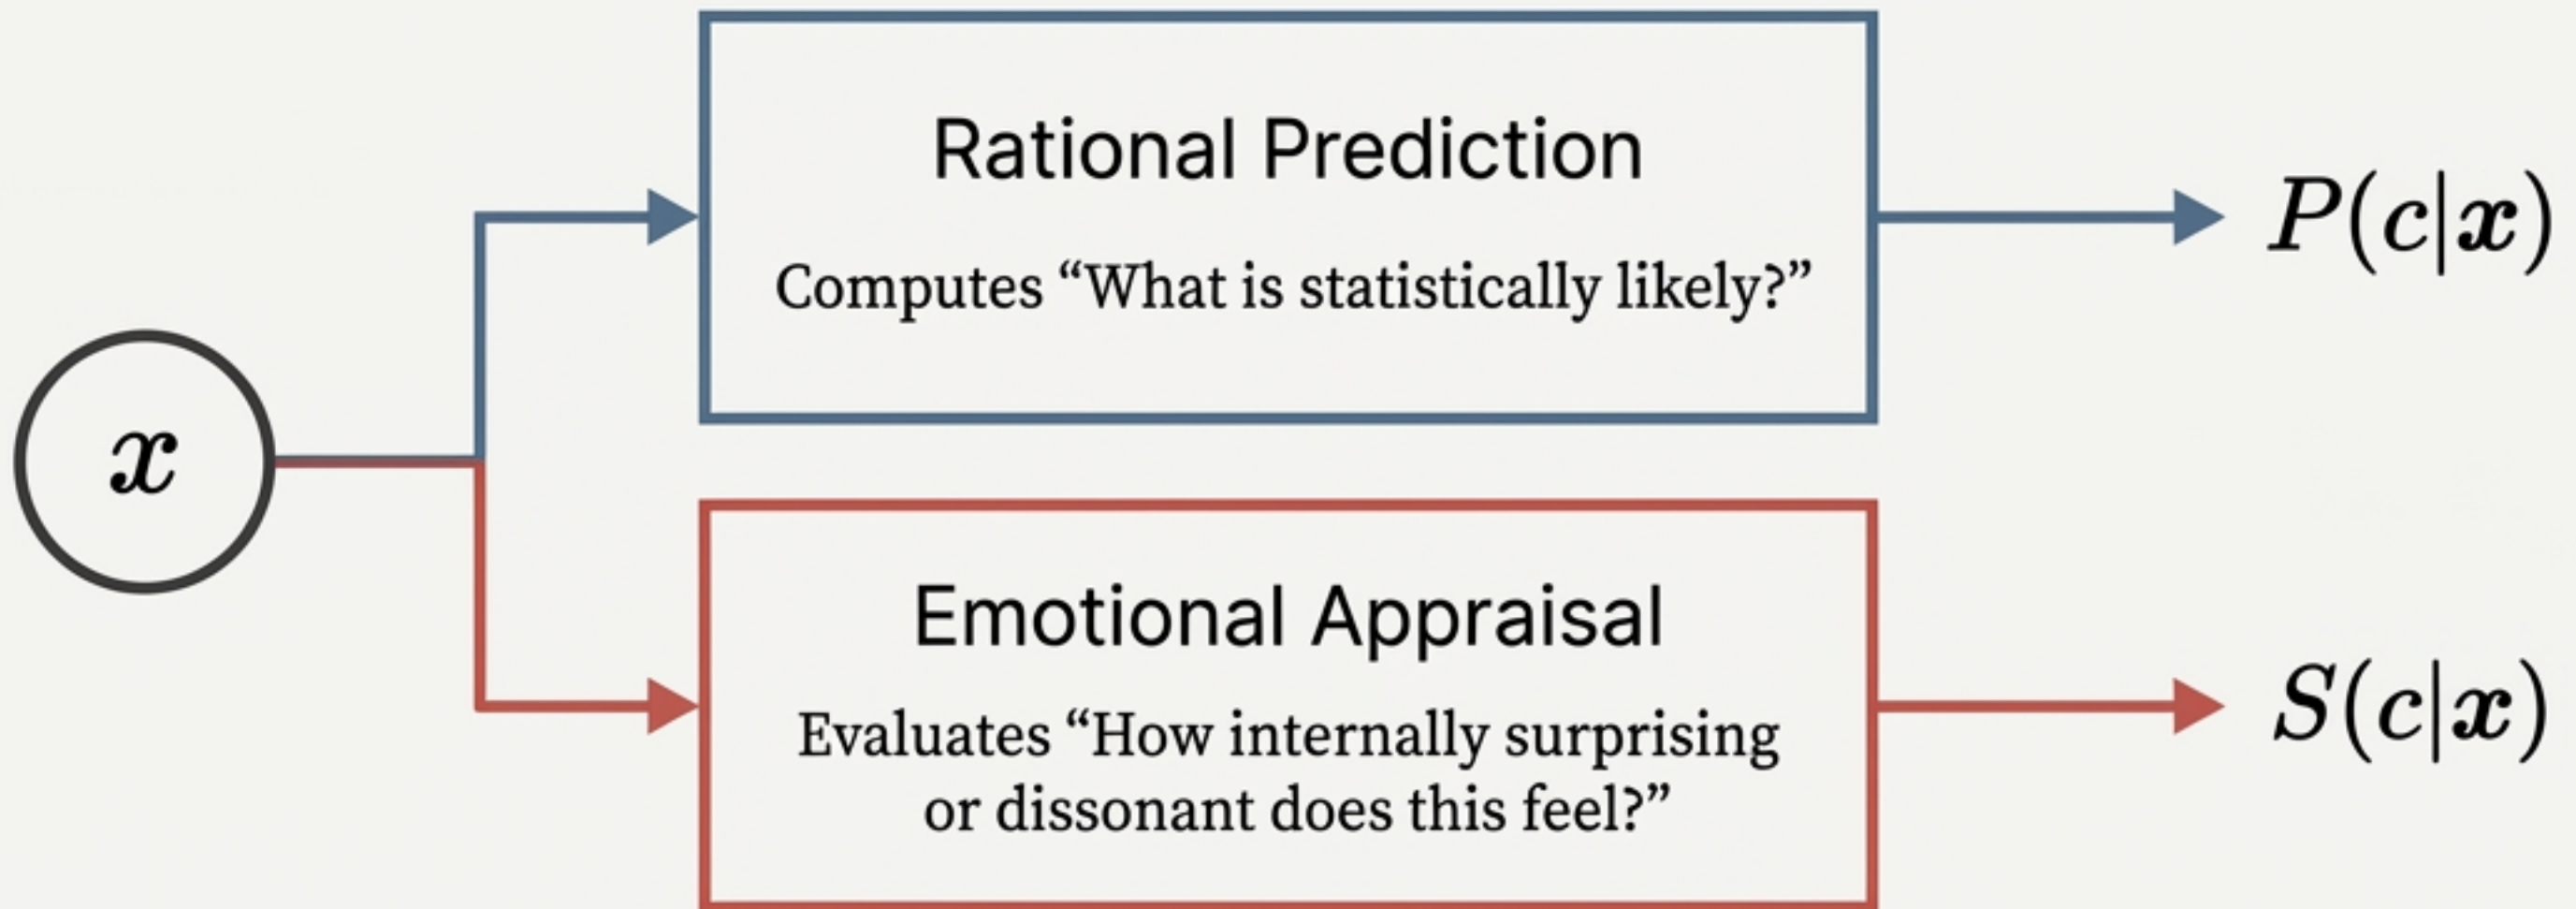 Rational Prediction
Computes “What is statistically likely?”
P(c|x)
x
Emotional Appraisal
Evaluates “How internally surprising
or dissonant does this feel?”
S(c|x)